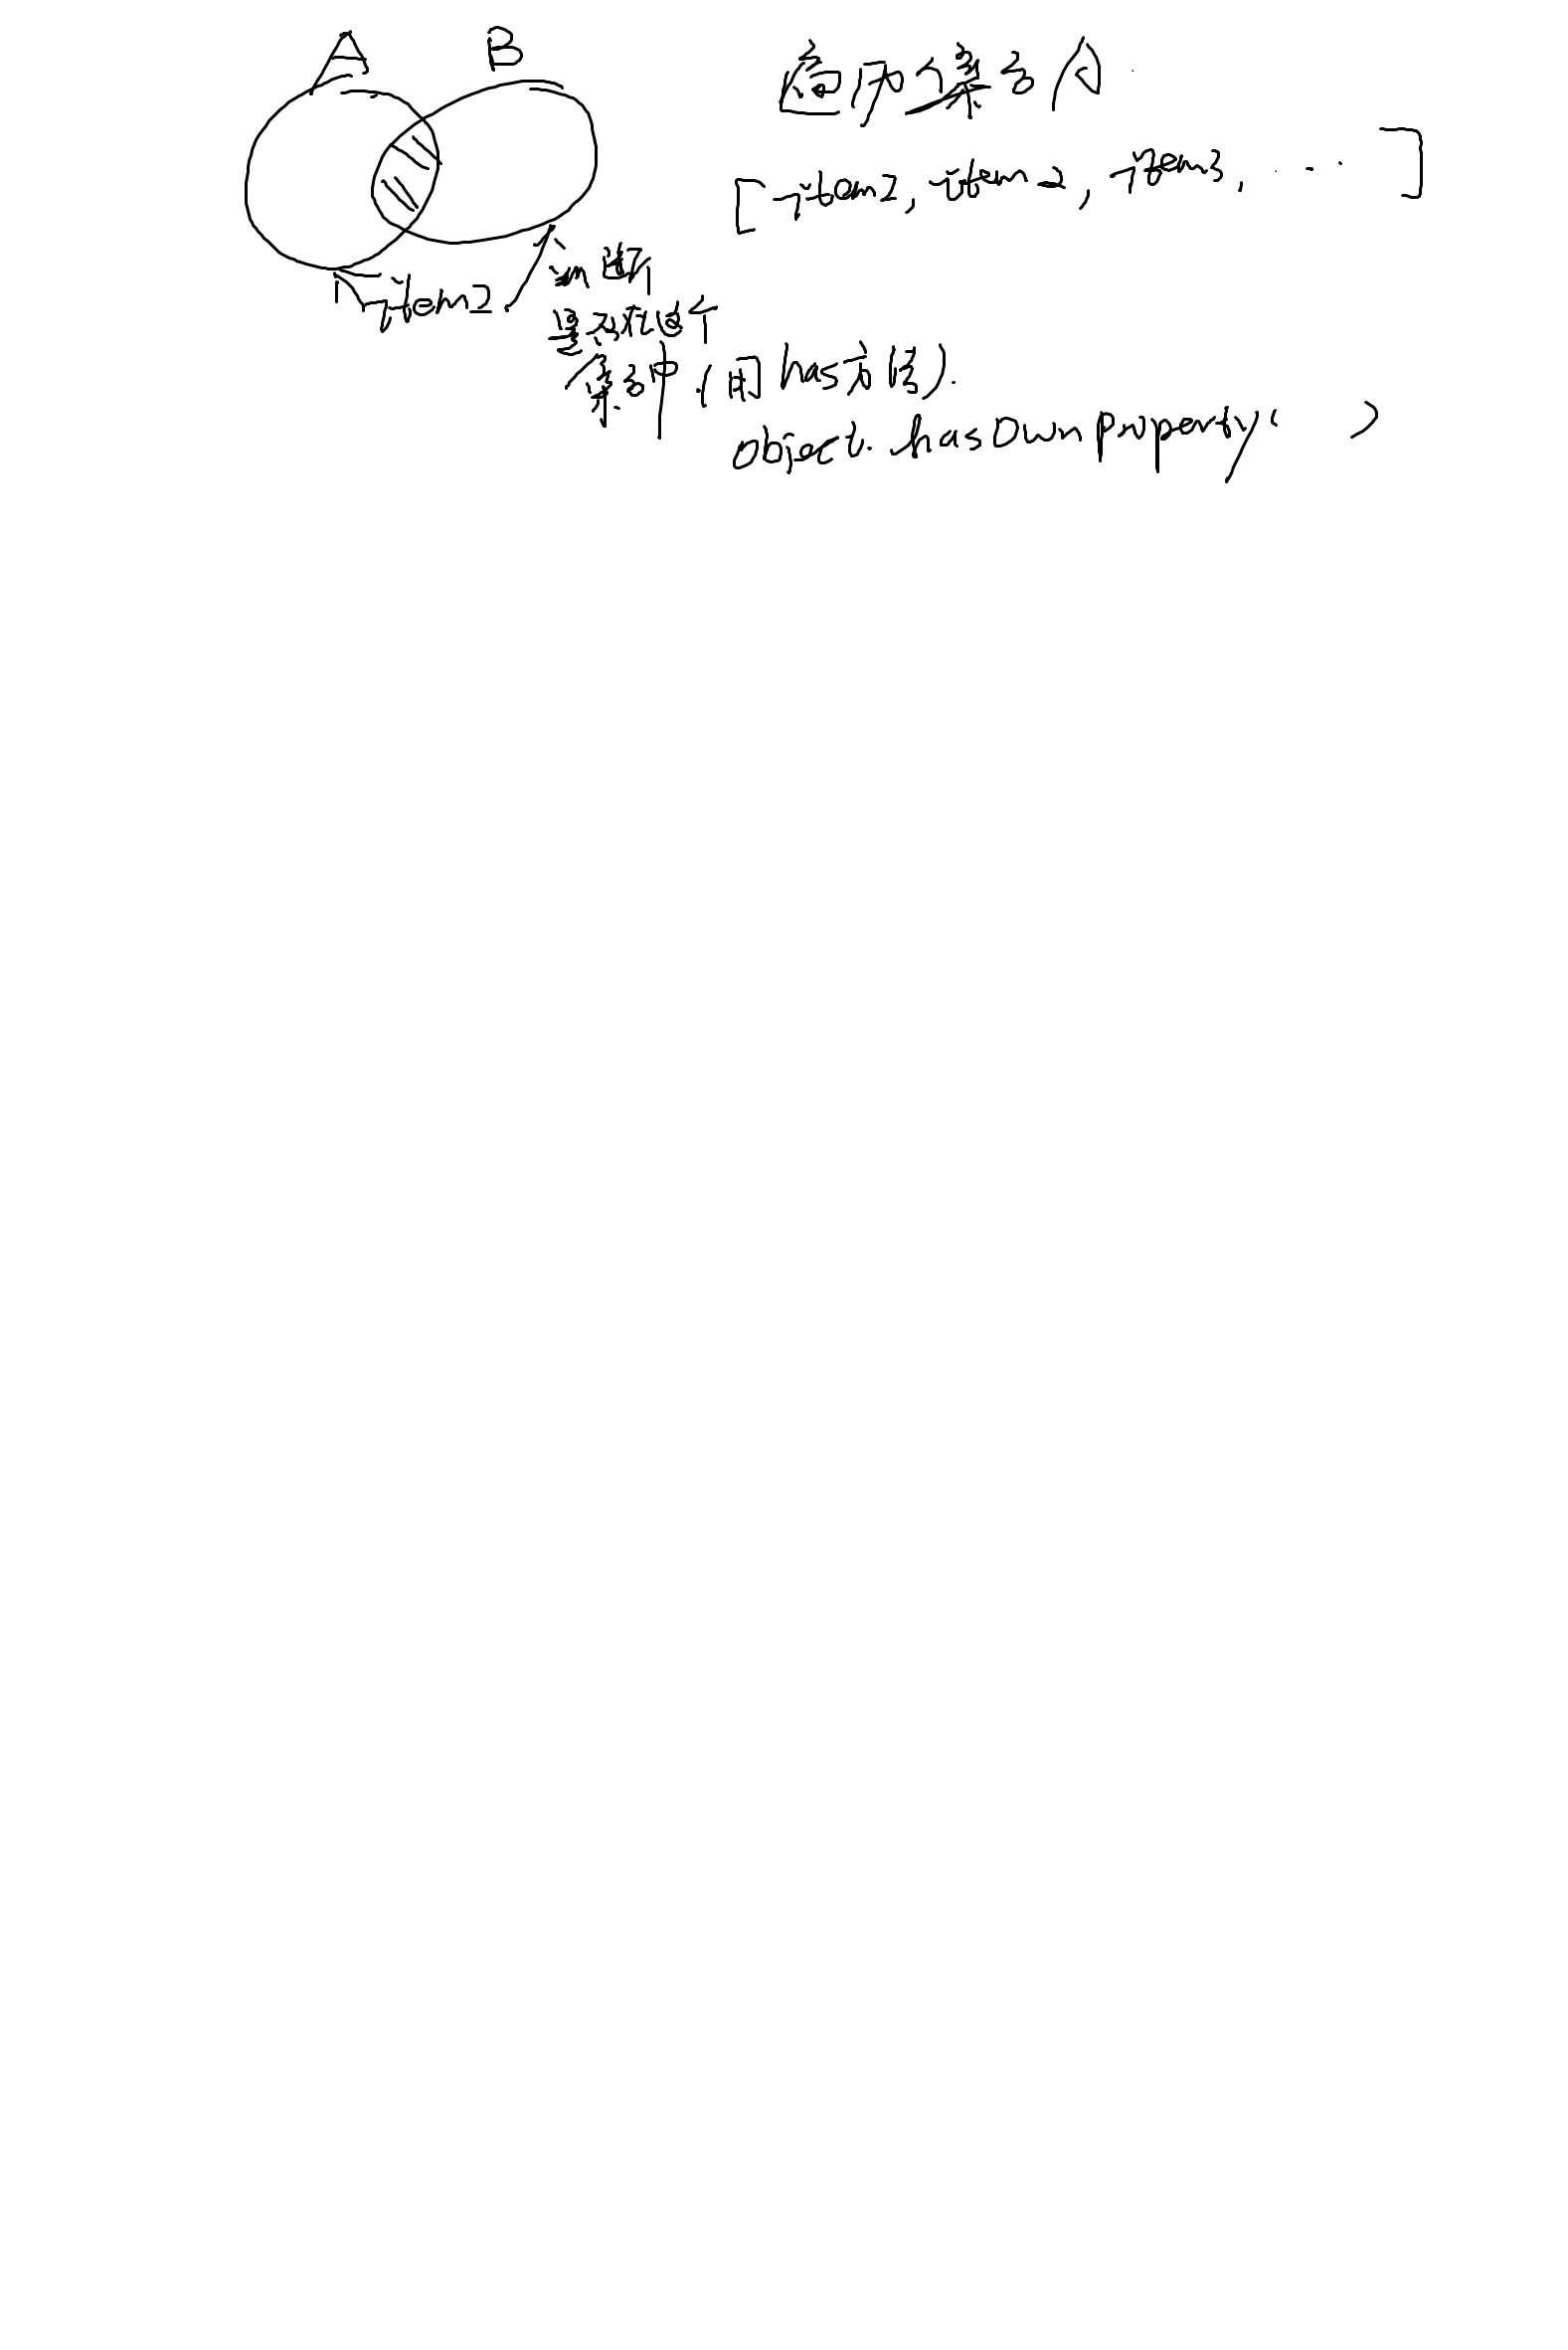 A B
遍历集合A
[item1, item2, item3, ... ]
item1
判断
是否在这个
集合中(用has方法).
object.hasOwnProperty( )